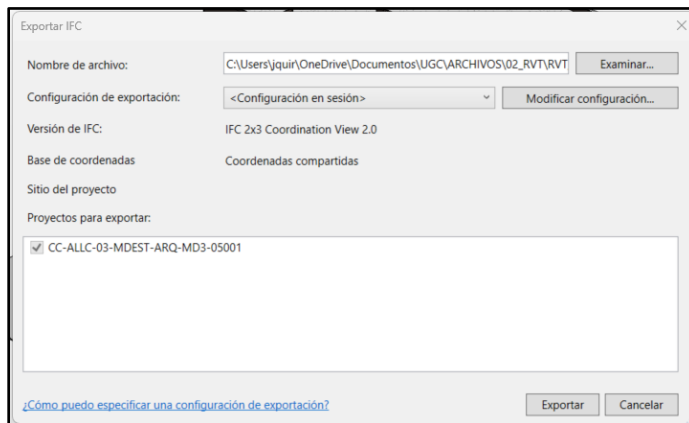 Exportar IFC
Nombre de archivo: C:\Users\jquir\OneDrive\Documentos\UGC\ARCHIVOS\02_RVT\RVT Examinar...
Configuración de exportación: <Configuración en sesión> Modificar configuración...
Versión de IFC: IFC 2x3 Coordination View 2.0
Base de coordenadas Coordenadas compartidas
Sitio del proyecto
Proyectos para exportar:
CC-ALLC-03-MDEST-ARQ-MD3-05001
¿Cómo puedo especificar una configuración de exportación? Exportar Cancelar